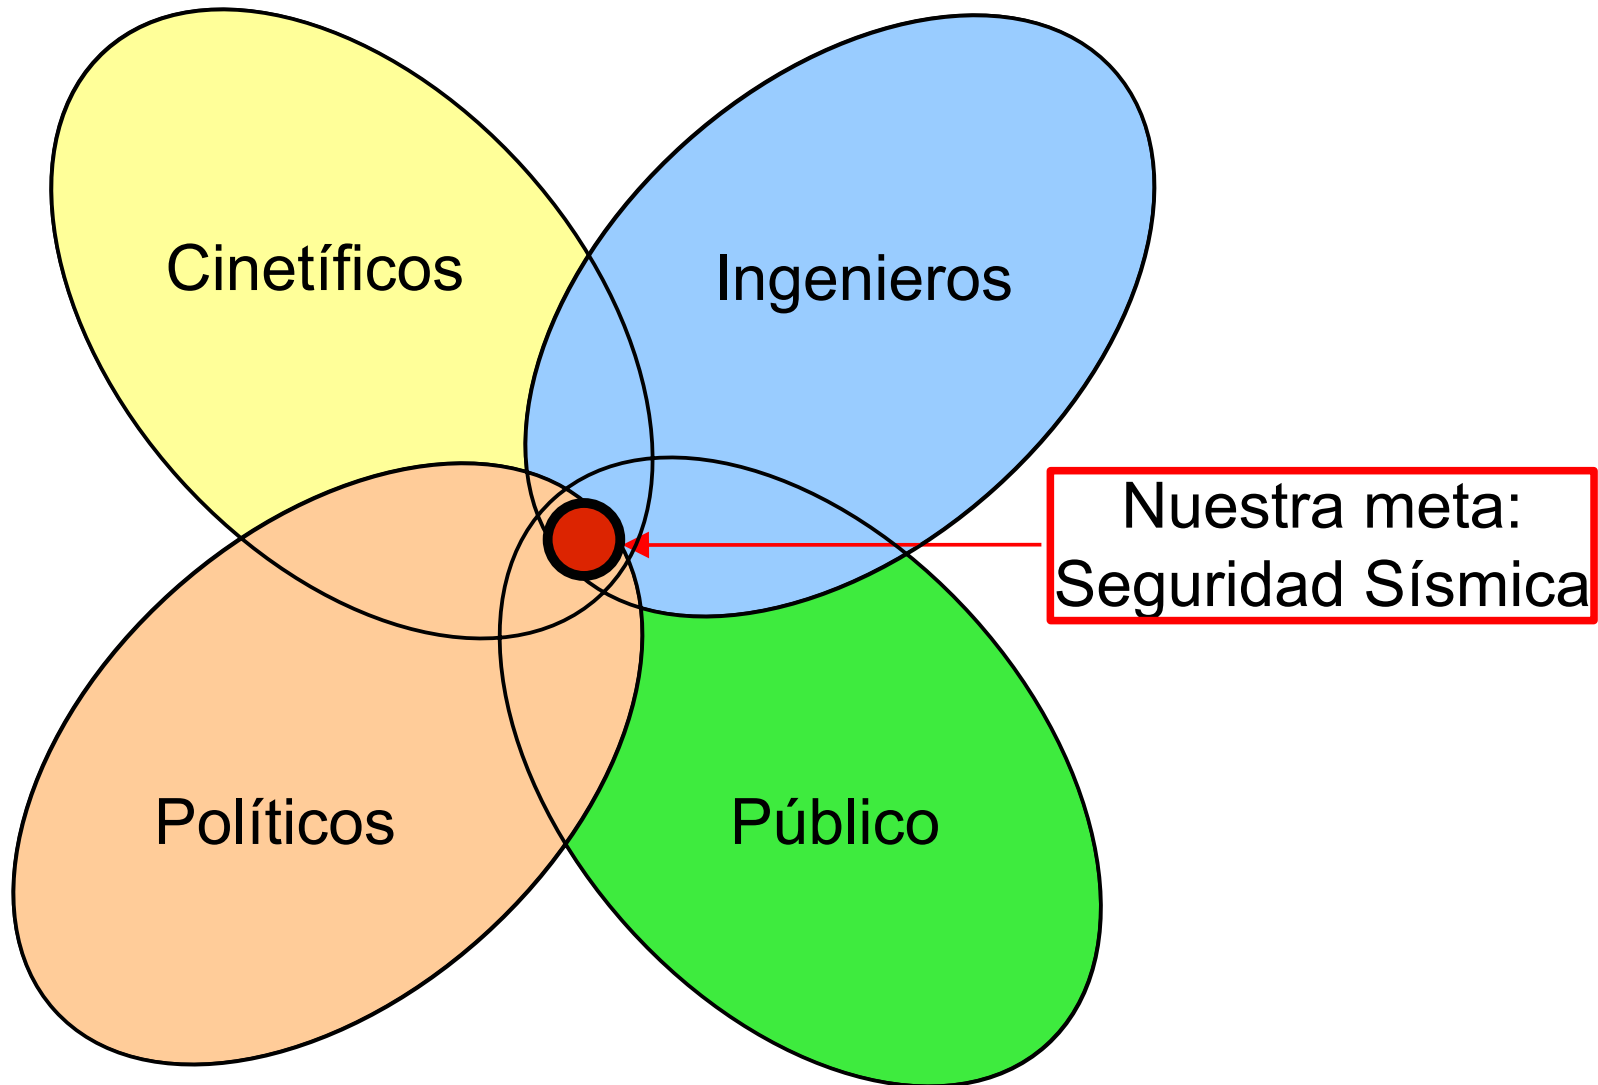 Cinetíficos
Ingenieros
Nuestra meta:
Seguridad Sísmica
Políticos
Público